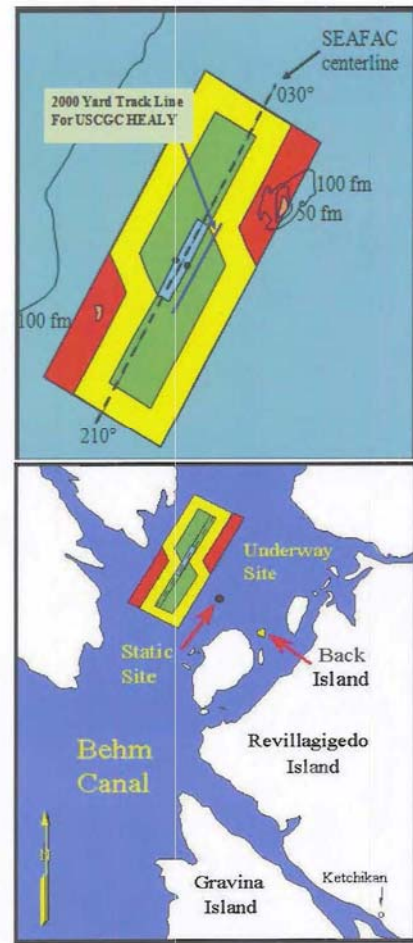 SEAFAC
centerline
030°
2000 Yard Track Line
For USCGC HEALY
100 fm
50 fm
100 fm
210°
Underway
Site
Static
Site
Back
Island
Behm
Canal
Revillagigedo
Island
N
Ketchikan
Gravina
Island